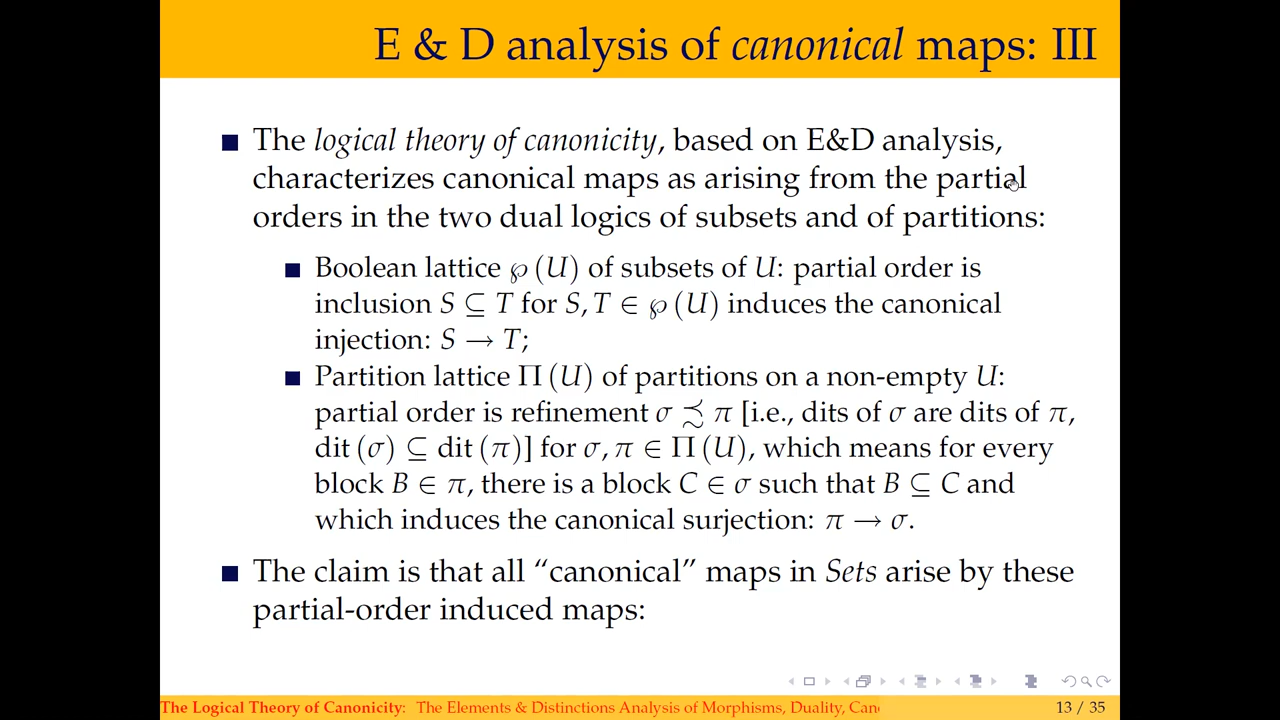 E & D analysis of canonical maps: III
■ The logical theory of canonicity, based on E&D analysis,
characterizes canonical maps as arising from the partial
orders in the two dual logics of subsets and of partitions:
■ Boolean lattice ℘(U) of subsets of U: partial order is
inclusion S ⊆ T for S, T ∈ ℘(U) induces the canonical
injection: S → T;
■ Partition lattice Π(U) of partitions on a non-empty U:
partial order is refinement σ ≾ π [i.e., dits of σ are dits of π,
dit(σ) ⊆ dit(π)] for σ, π ∈ Π(U), which means for every
block B ∈ π, there is a block C ∈ σ such that B ⊆ C and
which induces the canonical surjection: π → σ.
■ The claim is that all “canonical” maps in Sets arise by these
partial-order induced maps:
The Logical Theory of Canonicity: The Elements & Distinctions Analysis of Morphisms, Duality, Cano 13 / 35